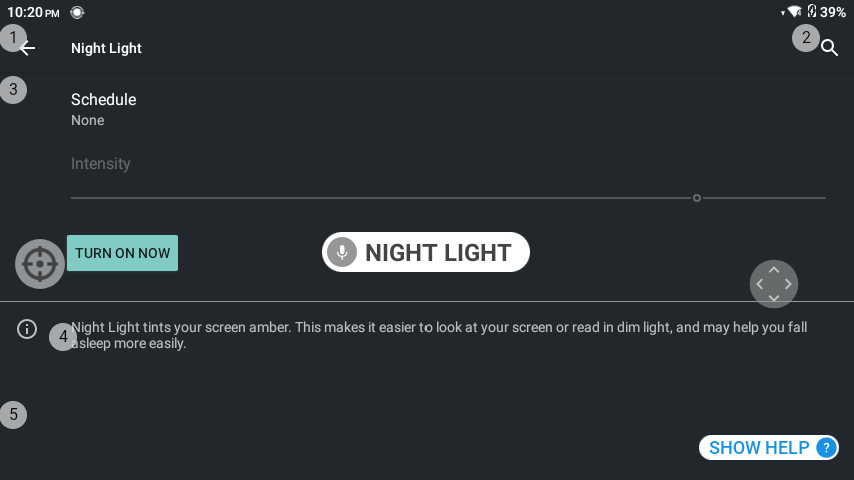 10:20 PM
39%
1
Night Light
2
3
Schedule
None
Intensity
TURN ON NOW
NIGHT LIGHT
4
Night Light tints your screen amber. This makes it easier to look at your screen or read in dim light, and may help you fall
asleep more easily.
5
SHOW HELP ?